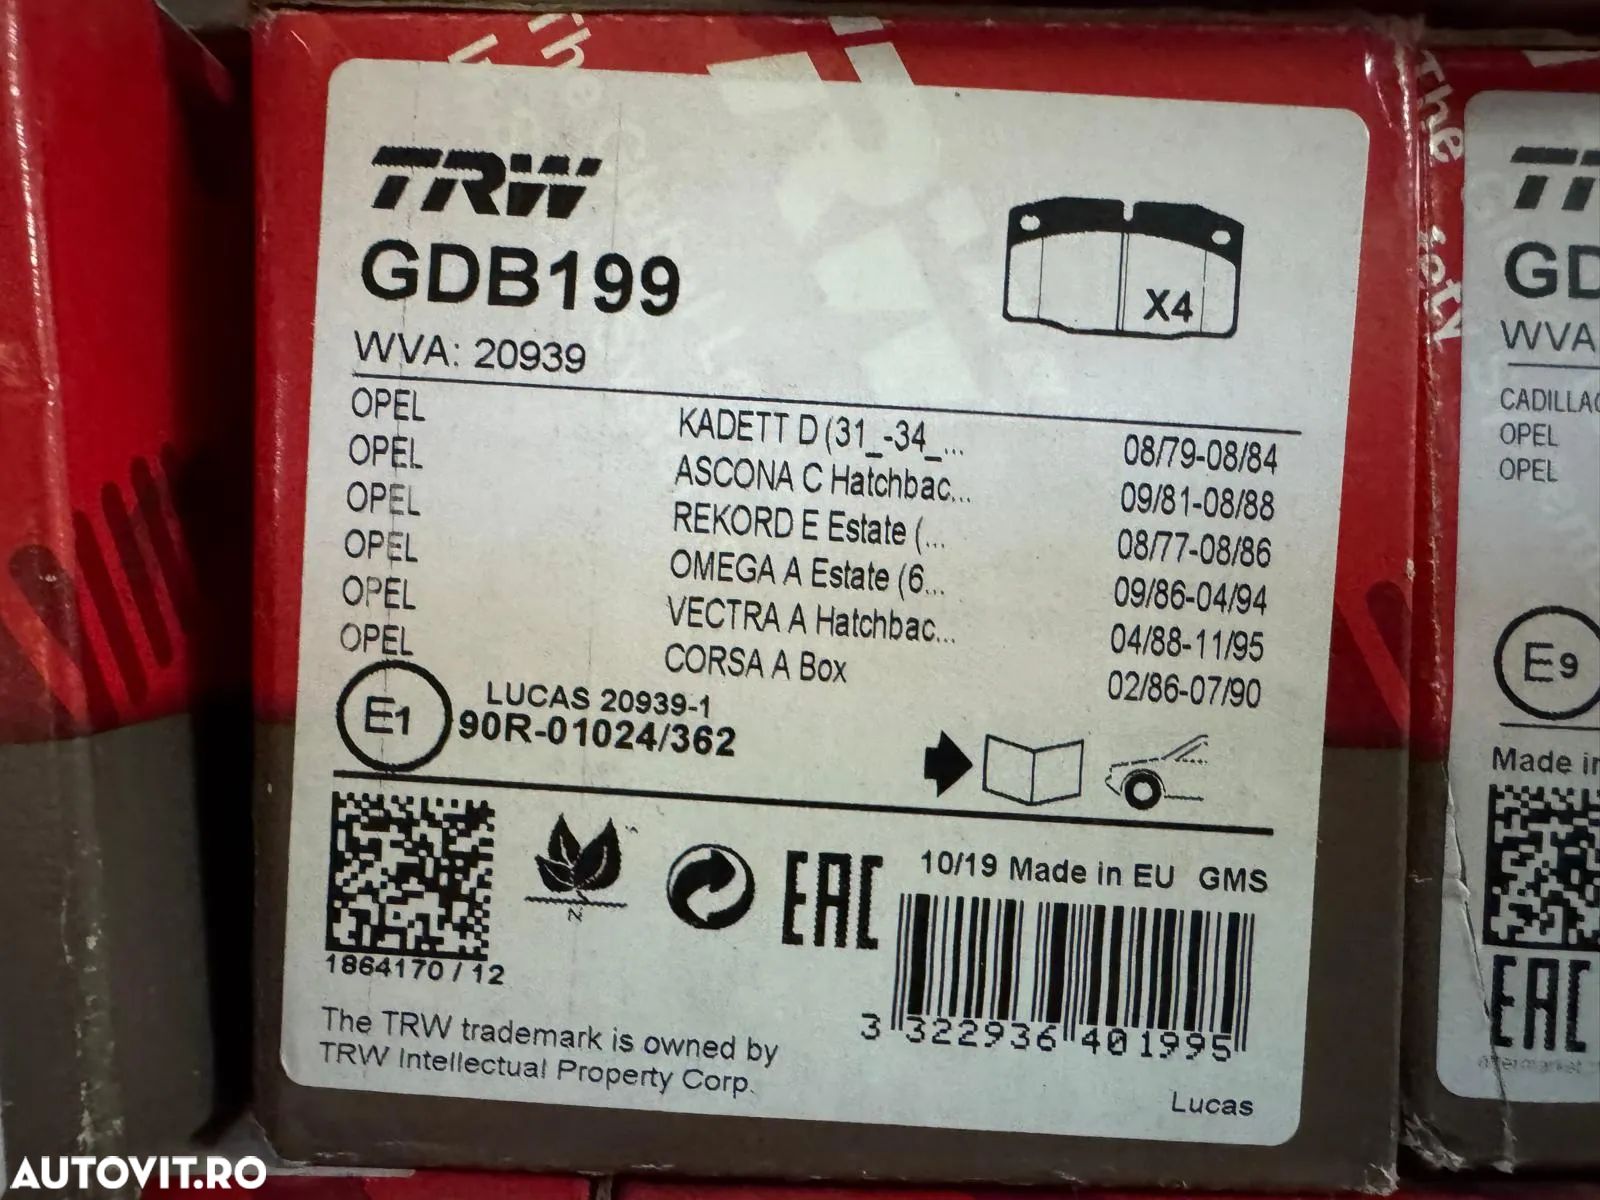 TRW
GDB199
WVA: 20939
X4
OPEL KADETT D (31_-34_... 08/79-08/84
OPEL ASCONA C Hatchbac... 09/81-08/88
OPEL REKORD E Estate (... 08/77-08/86
OPEL OMEGA A Estate (6... 09/86-04/94
OPEL VECTRA A Hatchbac... 04/88-11/95
OPEL CORSA A Box 02/86-07/90
E1
LUCAS 20939-1
90R-01024/362
N
EAC
10/19 Made in EU GMS
1864170 / 12
3 322936 401995
The TRW trademark is owned by
TRW Intellectual Property Corp.
Lucas
The
WVA
CADILLAC
OPEL
OPEL
E9
Made in
EAC
AUTOVIT.RO